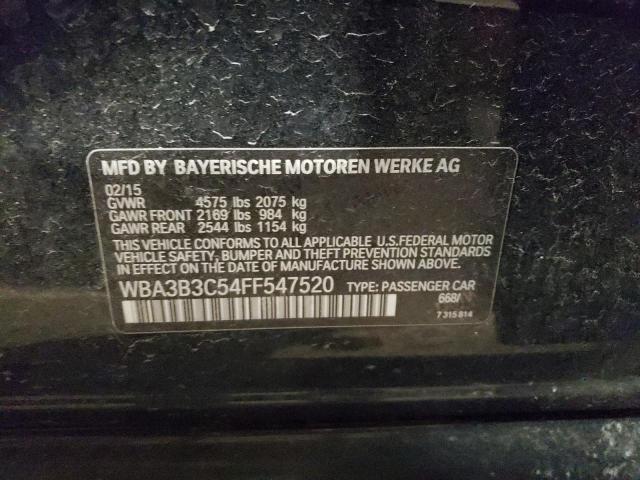 MFD BY BAYERISCHE MOTOREN WERKE AG
02/15
GVWR 4575 lbs 2075 kg
GAWR FRONT 2169 lbs 984 kg
GAWR REAR 2544 lbs 1154 kg
THIS VEHICLE CONFORMS TO ALL APPLICABLE U.S.FEDERAL MOTOR
VEHICLE SAFETY, BUMPER AND THEFT PREVENTION STANDARDS
IN EFFECT ON THE DATE OF MANUFACTURE SHOWN ABOVE.
WBA3B3C54FF547520 TYPE: PASSENGER CAR
668/
7 315 814